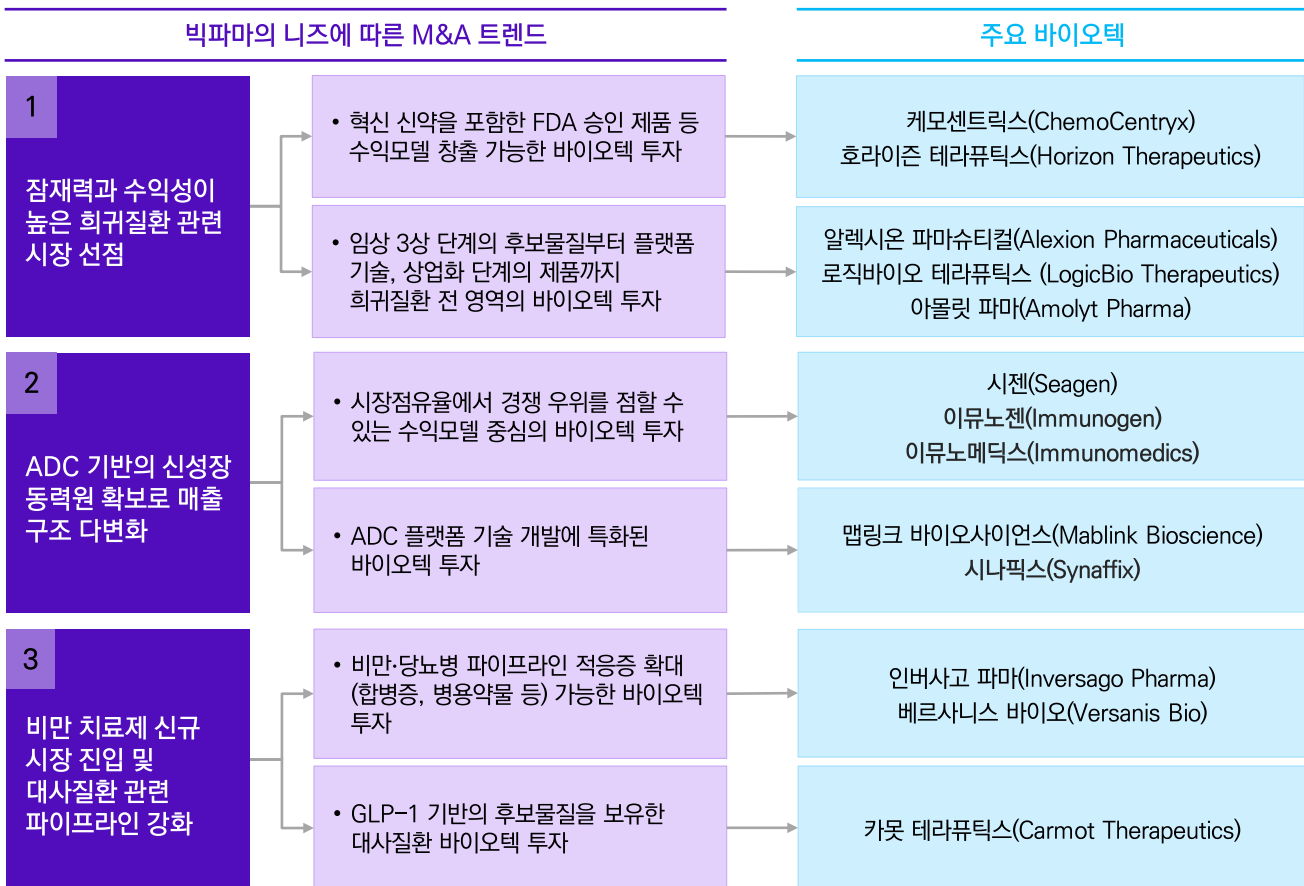 빅파마의 니즈에 따른 M&A 트렌드
주요 바이오텍
1
잠재력과 수익성이
높은 희귀질환 관련
시장 선점
• 혁신 신약을 포함한 FDA 승인 제품 등
수익모델 창출 가능한 바이오텍 투자
케모센트릭스(ChemoCentryx)
호라이즌 테라퓨틱스(Horizon Therapeutics)
• 임상 3상 단계의 후보물질부터 플랫폼
기술, 상업화 단계의 제품까지
희귀질환 전 영역의 바이오텍 투자
알렉시온 파마슈티컬(Alexion Pharmaceuticals)
로직바이오 테라퓨틱스 (LogicBio Therapeutics)
아몰릿 파마(Amolyt Pharma)
2
ADC 기반의 신성장
동력원 확보로 매출
구조 다변화
• 시장점유율에서 경쟁 우위를 점할 수
있는 수익모델 중심의 바이오텍 투자
시젠(Seagen)
이뮤노젠(Immunogen)
이뮤노메딕스(Immunomedics)
• ADC 플랫폼 기술 개발에 특화된
바이오텍 투자
맵링크 바이오사이언스(Mablink Bioscience)
시나픽스(Synaffix)
3
비만 치료제 신규
시장 진입 및
대사질환 관련
파이프라인 강화
• 비만·당뇨병 파이프라인 적응증 확대
(합병증, 병용약물 등) 가능한 바이오텍
투자
인버사고 파마(Inversago Pharma)
베르사니스 바이오(Versanis Bio)
• GLP-1 기반의 후보물질을 보유한
대사질환 바이오텍 투자
카못 테라퓨틱스(Carmot Therapeutics)